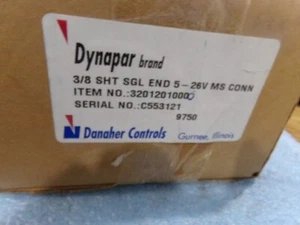 Dynapar brand
3/8 SHT SGL END 5-26V MS CONN
ITEM NO.:32012010000
SERIAL NO.:C553121
9750
Danaher Controls Gurnee, Illinois